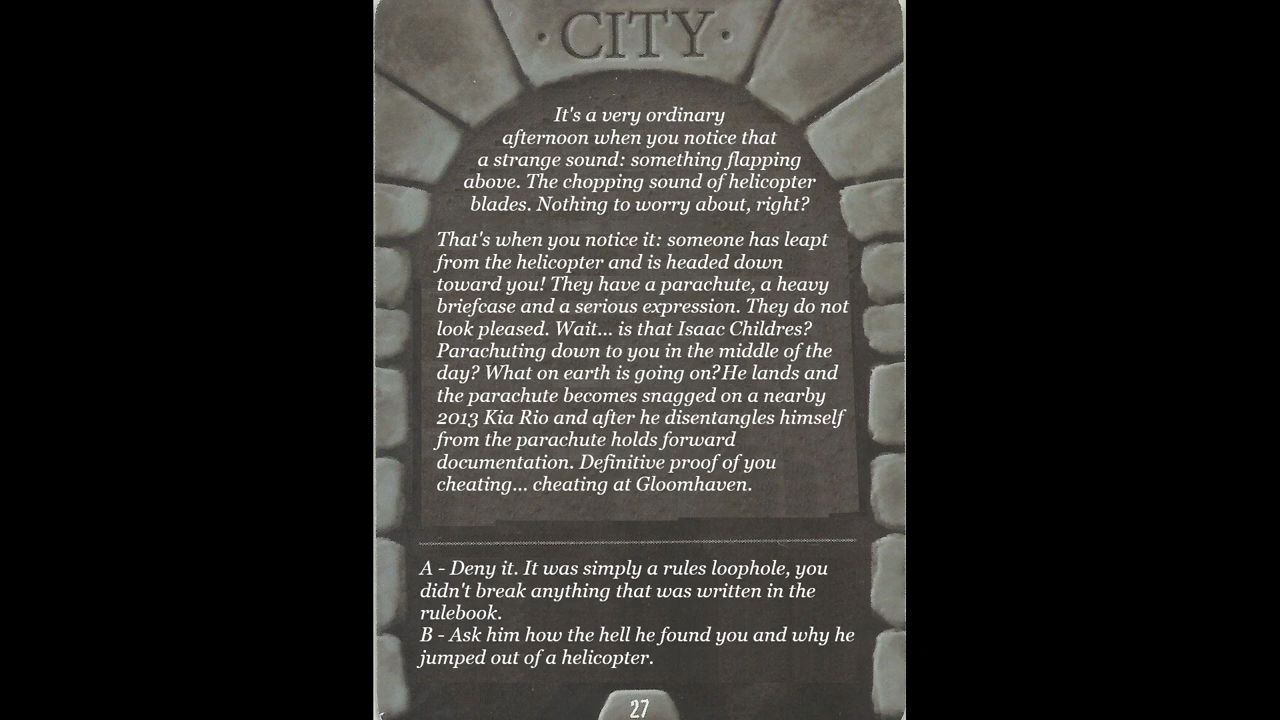 · CITY ·
It's a very ordinary
afternoon when you notice that
a strange sound: something flapping
above. The chopping sound of helicopter
blades. Nothing to worry about, right?
That's when you notice it: someone has leapt
from the helicopter and is headed down
toward you! They have a parachute, a heavy
briefcase and a serious expression. They do not
look pleased. Wait... is that Isaac Childres?
Parachuting down to you in the middle of the
day? What on earth is going on? He lands and
the parachute becomes snagged on a nearby
2013 Kia Rio and after he disentangles himself
from the parachute holds forward
documentation. Definitive proof of you
cheating... cheating at Gloomhaven.
A - Deny it. It was simply a rules loophole, you
didn't break anything that was written in the
rulebook.
B - Ask him how the hell he found you and why he
jumped out of a helicopter.
27